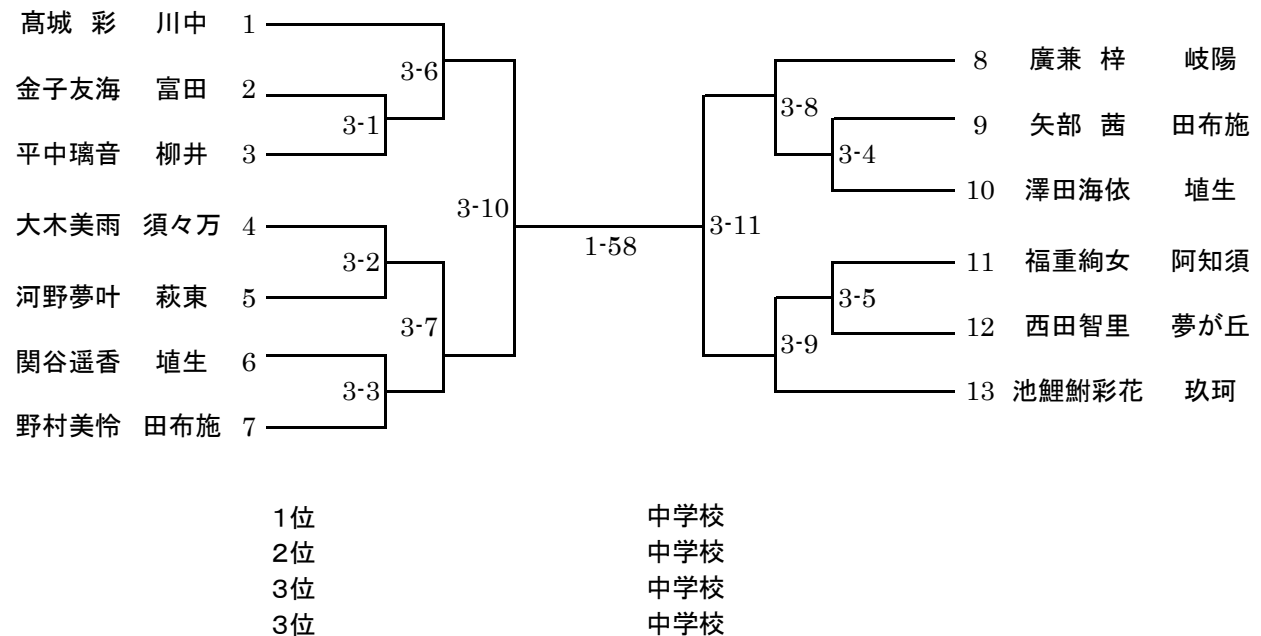 髙城 彩 川中 1
3-6
金子友海 富田 2
3-1
平中璃音 柳井 3
3-10
大木美雨 須々万 4
3-2
河野夢叶 萩東 5
3-7
関谷遥香 埴生 6
3-3
野村美怜 田布施 7
1-58
8 廣兼 梓 岐陽
3-8
9 矢部 茜 田布施
3-4
10 澤田海依 埴生
3-11
11 福重絢女 阿知須
3-5
12 西田智里 夢が丘
3-9
13 池鯉鮒彩花 玖珂
1位 中学校
2位 中学校
3位 中学校
3位 中学校